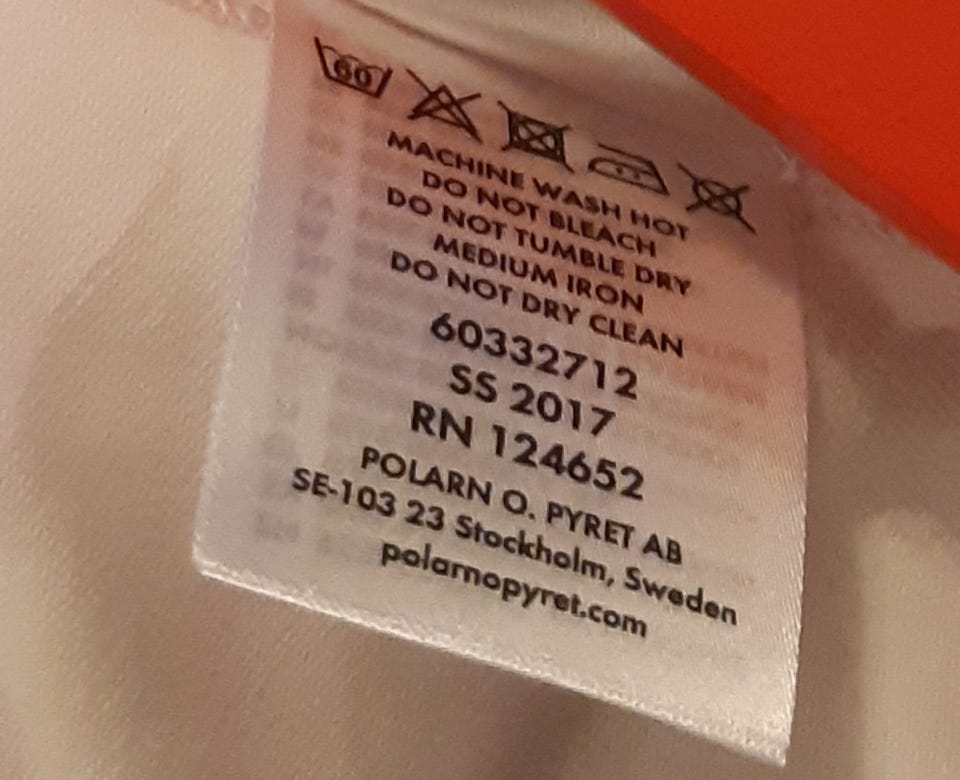 60
MACHINE WASH HOT
DO NOT BLEACH
DO NOT TUMBLE DRY
MEDIUM IRON
DO NOT DRY CLEAN
60332712
SS 2017
RN 124652
POLARN O. PYRET AB
SE-103 23 Stockholm, Sweden
polarnopyret.com